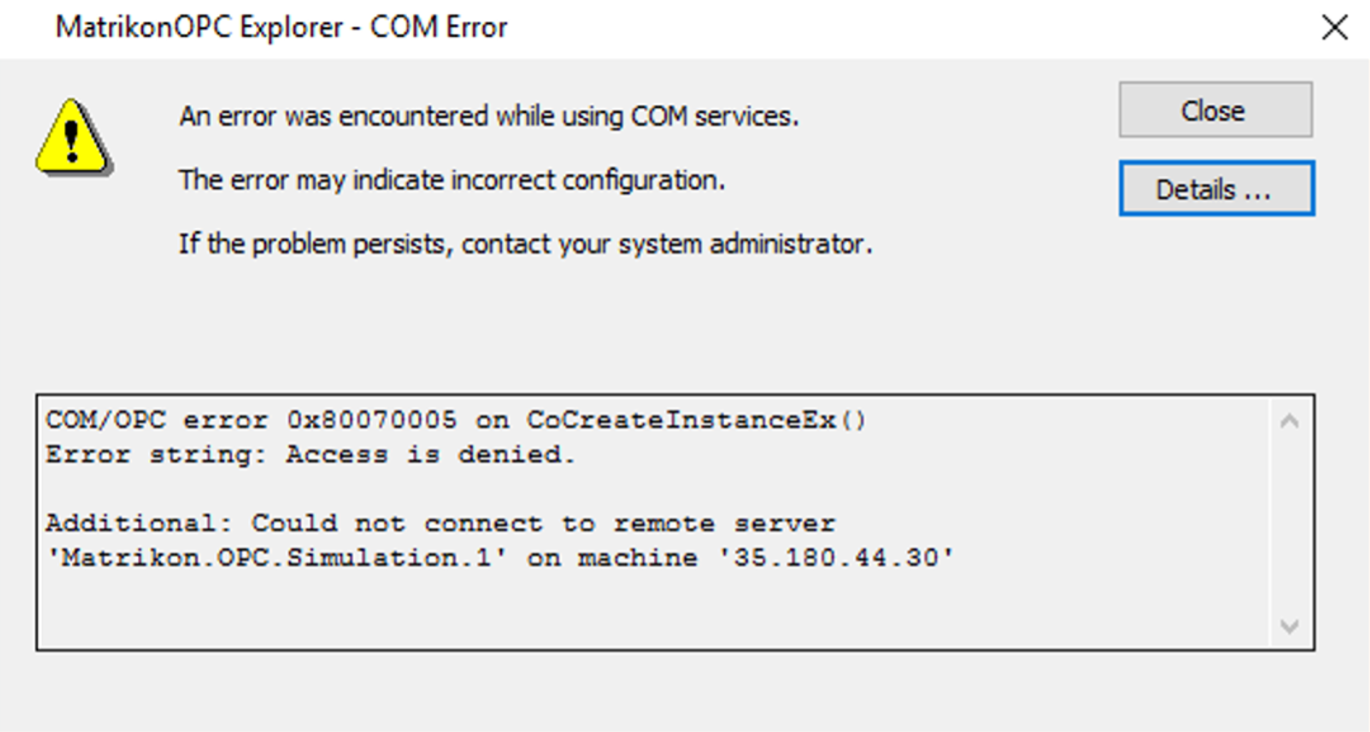 MatrikonOPC Explorer - COM Error
An error was encountered while using COM services.
Close
The error may indicate incorrect configuration.
Details ...
If the problem persists, contact your system administrator.
COM/OPC error 0x80070005 on CoCreateInstanceEx()
Error string: Access is denied.
Additional: Could not connect to remote server
'Matrikon.OPC.Simulation.1' on machine '35.180.44.30'